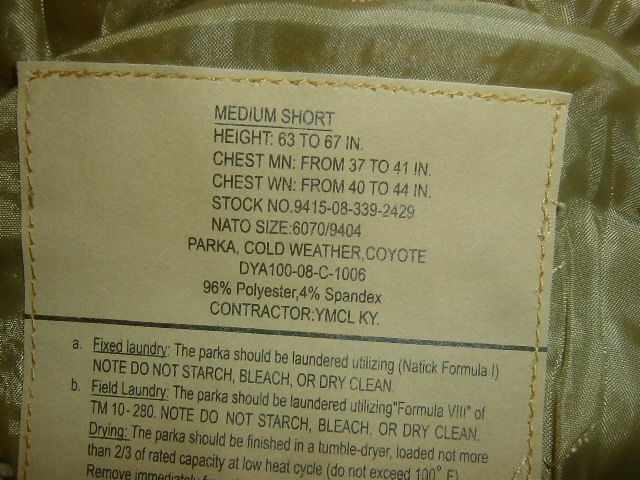 MEDIUM SHORT
HEIGHT: 63 TO 67 IN.
CHEST MN: FROM 37 TO 41 IN.
CHEST WN: FROM 40 TO 44 IN.
STOCK NO.9415-08-339-2429
NATO SIZE:6070/9404
PARKA, COLD WEATHER,COYOTE
DYA100-08-C-1006
96% Polyester,4% Spandex
CONTRACTOR:YMCL KY.
a. Fixed laundry: The parka should be laundered utilizing (Natick Formula I)
NOTE DO NOT STARCH, BLEACH, OR DRY CLEAN.
b. Field Laundry: The parka should be laundered utilizing"Formula VIII" of
TM 10-280. NOTE DO NOT STARCH, BLEACH, OR DRY CLEAN.
Drying: The parka should be finished in a tumble-dryer, loaded not more
than 2/3 of rated capacity at low heat cycle (do not exceed 100° F)
Remove immediately